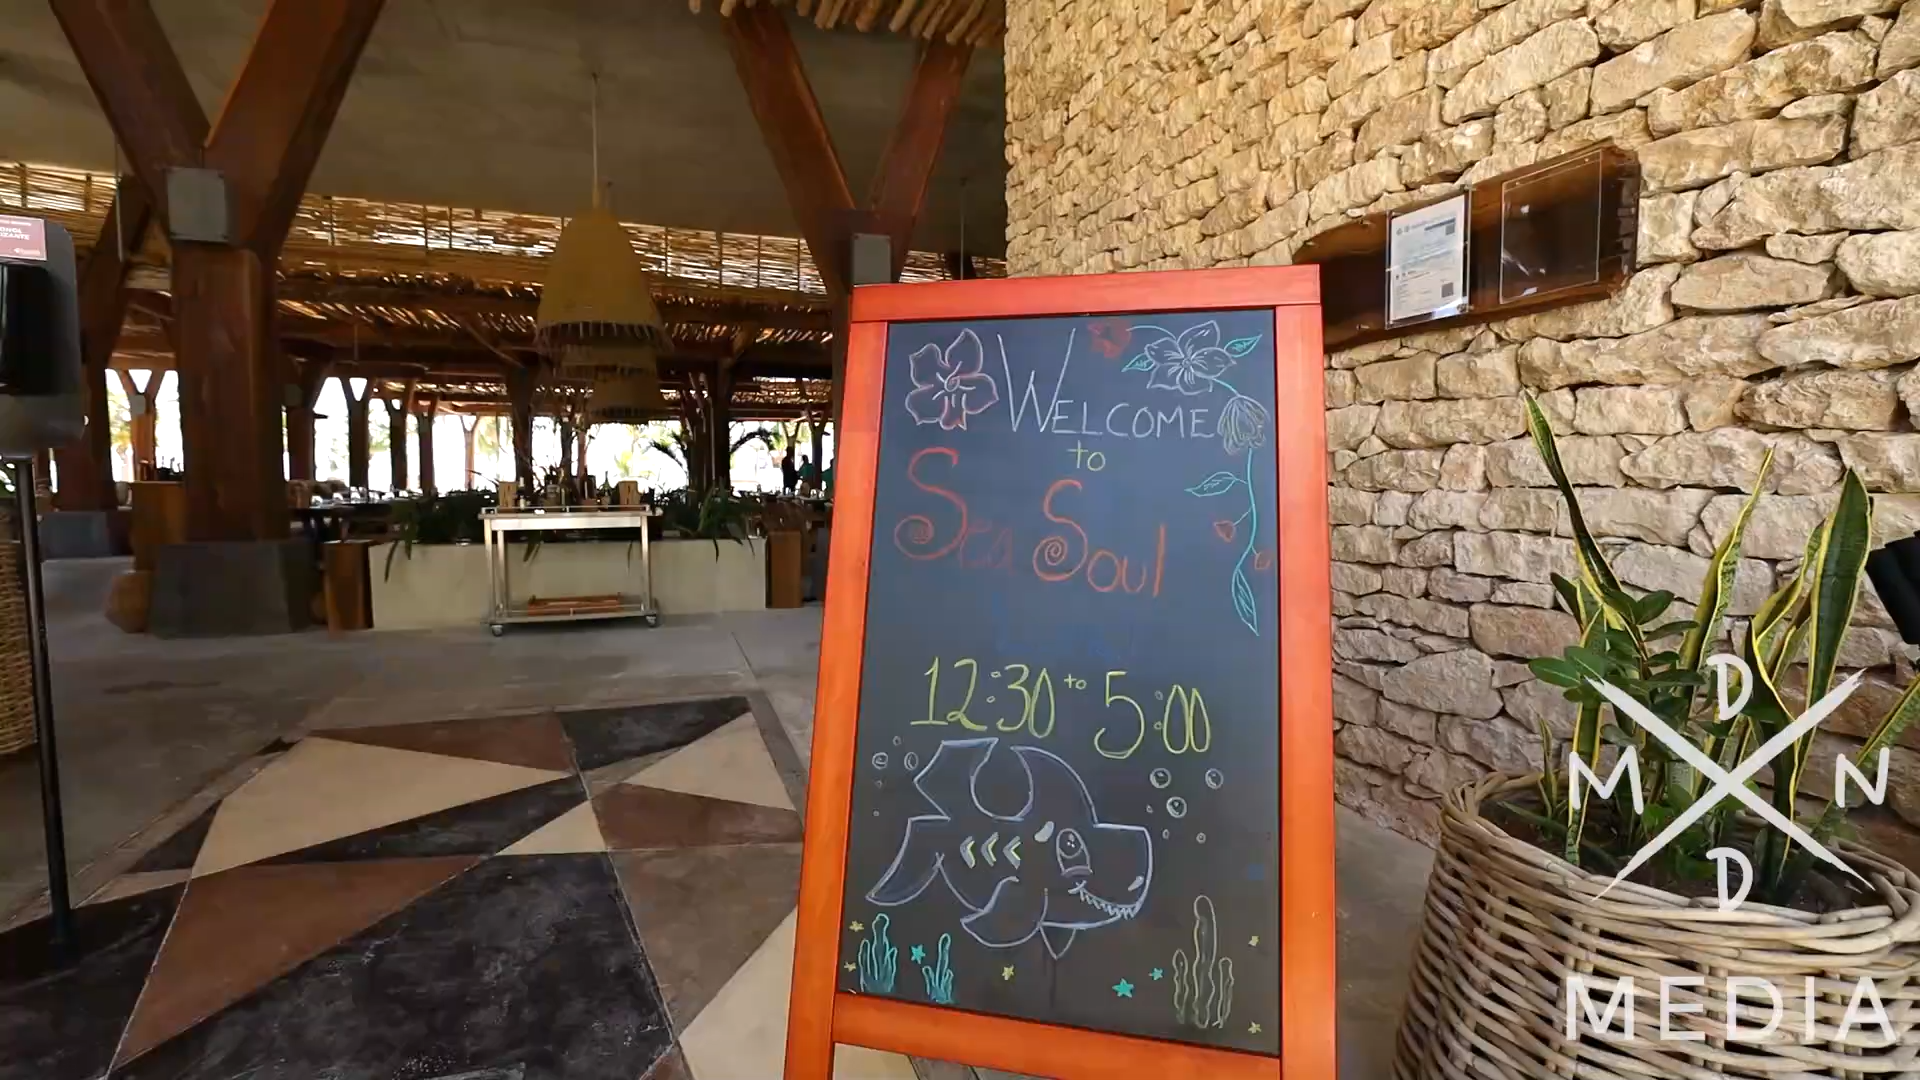 WELCOME
to
Sea Soul
12:30 to 5:00
D
M N
D
MEDIA